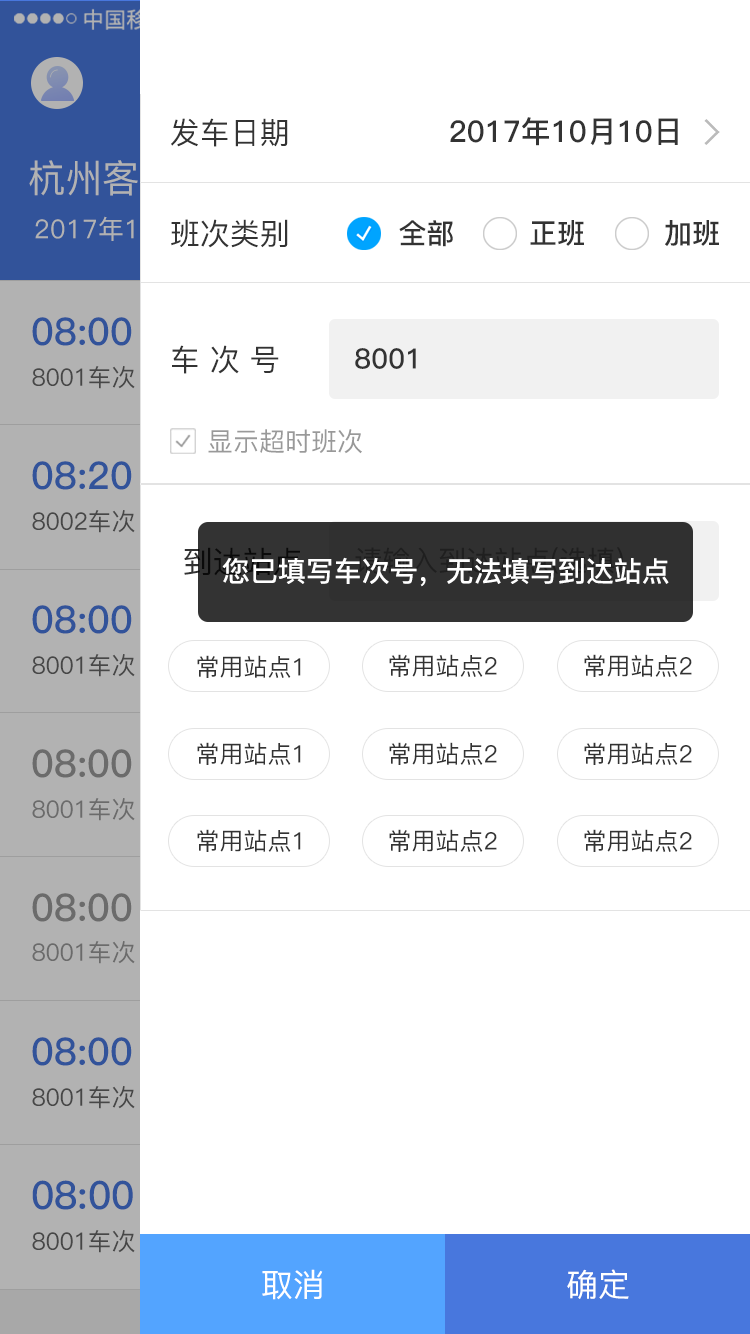 中国移
杭州客
2017年1
08:00
8001车次
08:20
8002车次
08:00
8001车次
08:00
8001车次
08:00
8001车次
08:00
8001车次
08:00
8001车次
发车日期 2017年10月10日
班次类别 全部 正班 加班
车次号 8001
显示超时班次
到达站点 请输入到达站点(选填)
您已填写车次号，无法填写到达站点
常用站点1 常用站点2 常用站点2
常用站点1 常用站点2 常用站点2
常用站点1 常用站点2 常用站点2
取消 确定